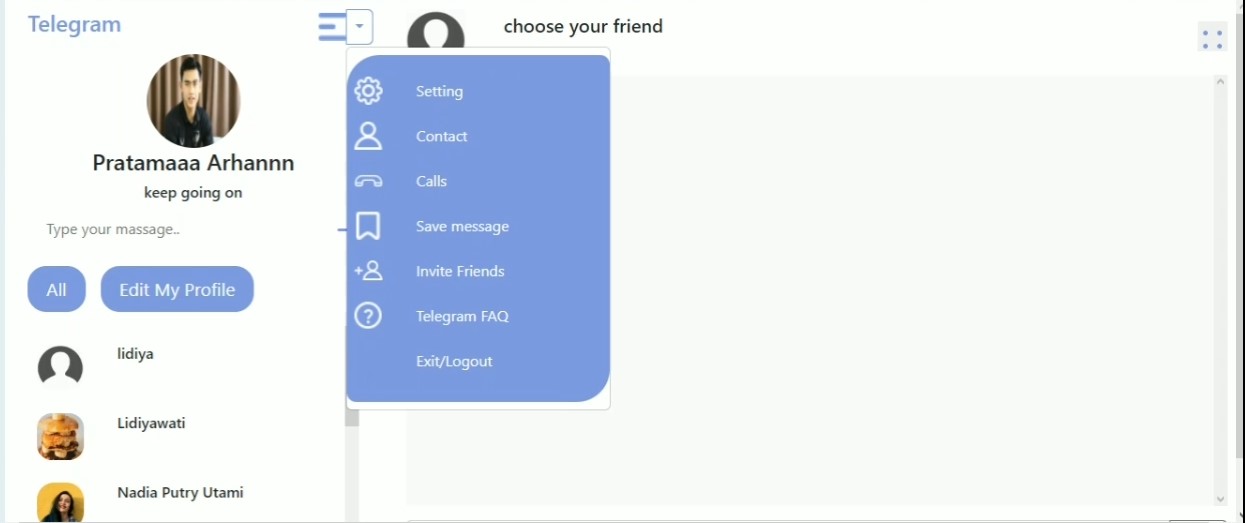 Telegram
Pratamaaa Arhannn
keep going on
Type your massage..
All
Edit My Profile
lidiya
Lidiyawati
Nadia Putry Utami
Setting
Contact
Calls
Save message
Invite Friends
Telegram FAQ
Exit/Logout
choose your friend